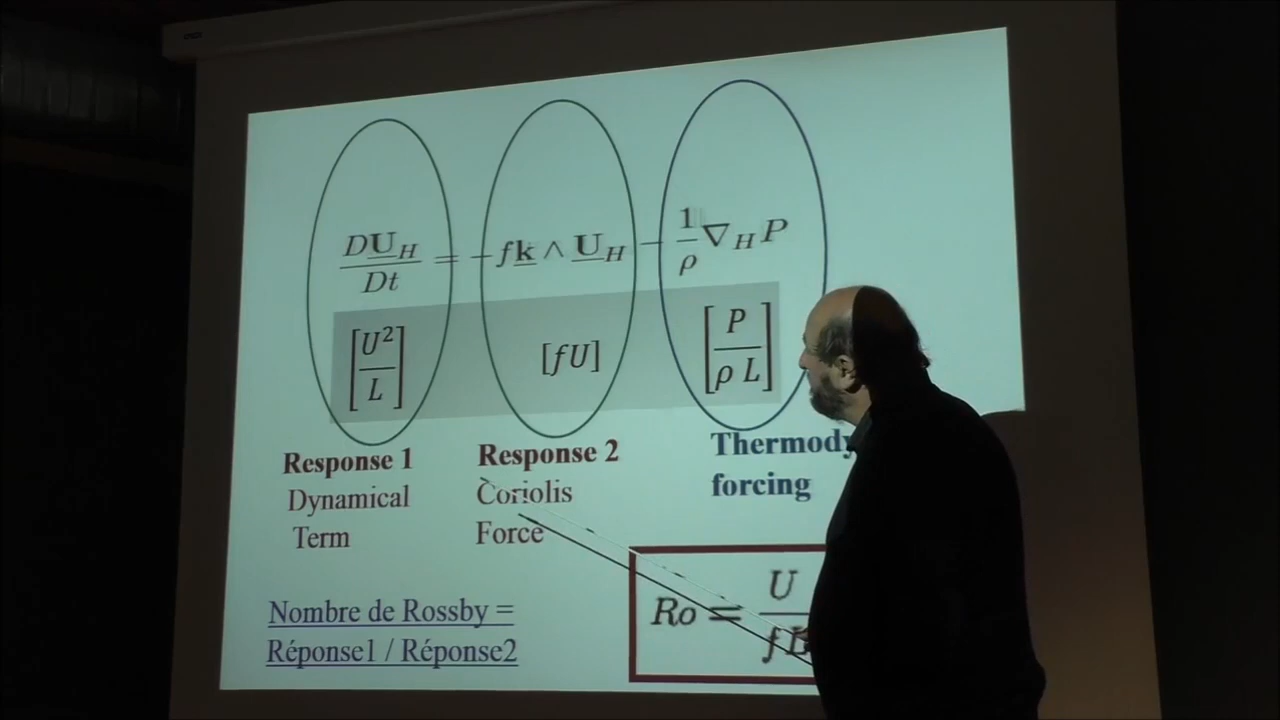 D𝐔_H/Dt = −f𝐤 ∧ 𝐔_H − 1/ρ ∇_H P
[U²/L] [fU] [P/ρ L]
Response 1 Response 2
Dynamical Coriolis forcing
Term Force
Ro = U/fL
Nombre de Rossby =
Réponse1 / Réponse2